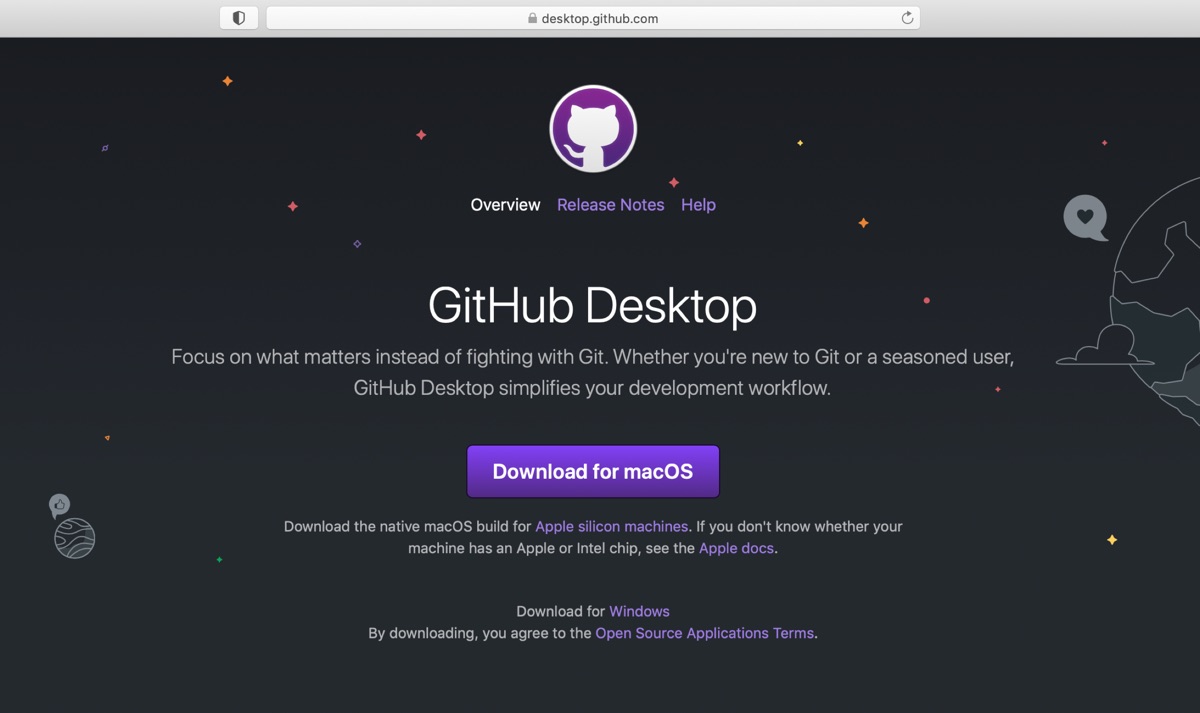 desktop.github.com
Overview Release Notes Help
GitHub Desktop
Focus on what matters instead of fighting with Git. Whether you're new to Git or a seasoned user,
GitHub Desktop simplifies your development workflow.
Download for macOS
Download the native macOS build for Apple silicon machines. If you don't know whether your
machine has an Apple or Intel chip, see the Apple docs.
Download for Windows
By downloading, you agree to the Open Source Applications Terms.